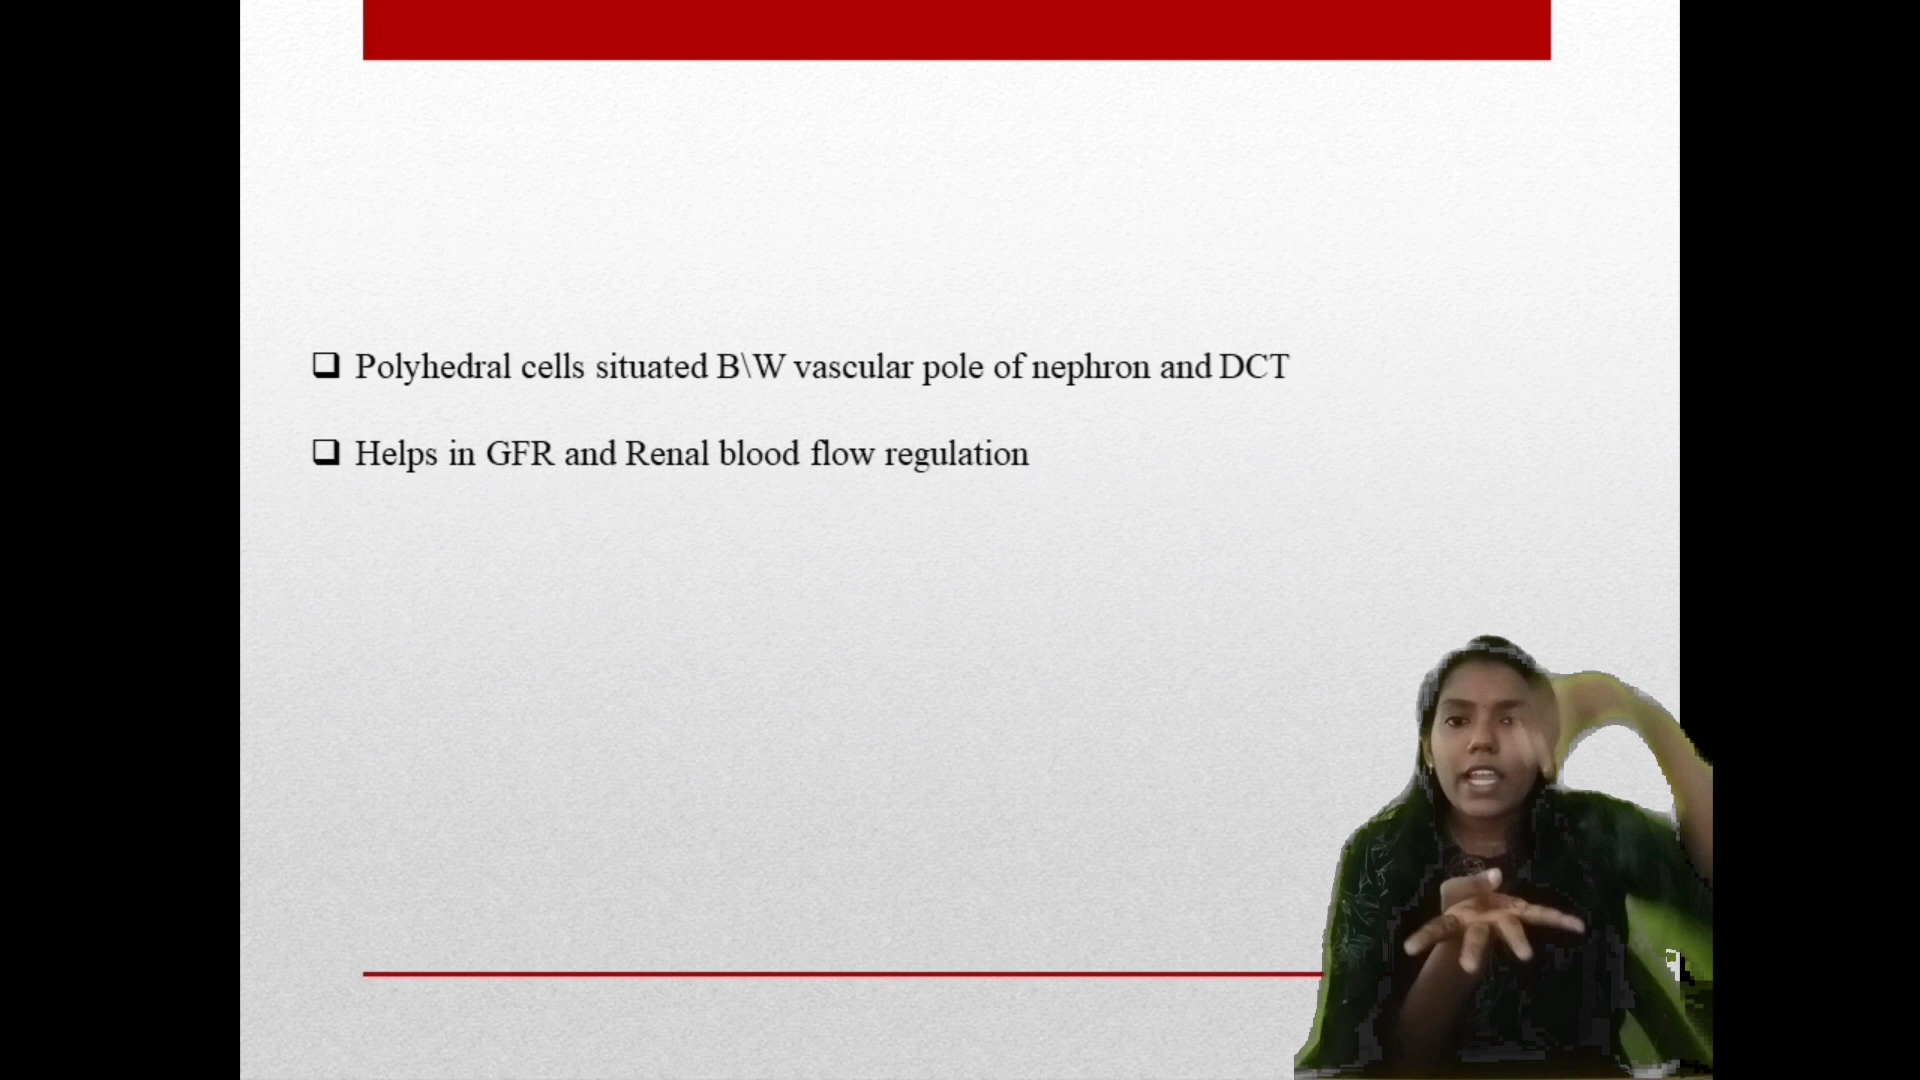 Polyhedral cells situated B\W vascular pole of nephron and DCT
Helps in GFR and Renal blood flow regulation